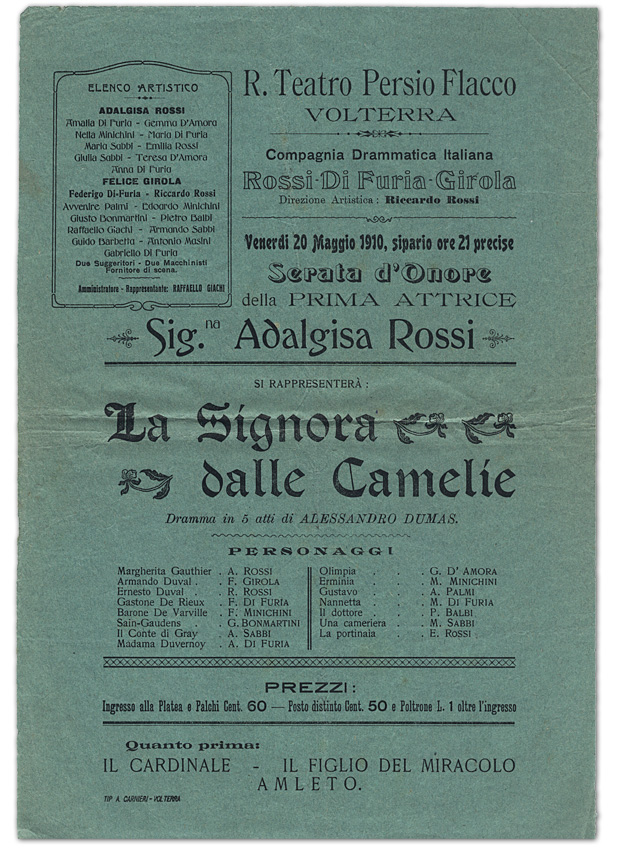 ELENCO ARTISTICO
ADALGISA ROSSI
Amalia Di Furia - Gemma D'Amora
Nella Minichini - Maria Di Furia
Maria Sabbi - Emilia Rossi
Giulia Sabbi - Teresa D'Amora
Anna Di Furia
FELICE GIROLA
Federigo Di-Furia - Riccardo Rossi
Avvenire Palmi - Edoardo Minichini
Giusto Bonmartini - Pietro Balbi
Raffaello Giachi - Armando Sabbi
Guido Barbetta - Antonio Masini
Gabriello Di Furia
Due Suggeritori - Due Macchinisti
Fornitore di scena.
Amministratore - Rappresentante: RAFFAELLO GIACHI
R. Teatro Persio Flacco
VOLTERRA
Compagnia Drammatica Italiana
Rossi-Di Furia-Girola
Direzione Artistica: Riccardo Rossi
Venerdì 20 Maggio 1910, sipario ore 21 precise
Serata d'Onore
della PRIMA ATTRICE
Sig.na Adalgisa Rossi
SI RAPPRESENTERÀ:
La Signora
dalle Camelie
Dramma in 5 atti di ALESSANDRO DUMAS.
PERSONAGGI
Margherita Gauthier . A. ROSSI
Armando Duval . . F. GIROLA
Ernesto Duval . . R. ROSSI
Gastone De Rieux . F. DI FURIA
Barone De Varville . F. MINICHINI
Sain-Gaudens . G. BONMARTINI
Il Conte di Gray . A. SABBI
Madama Duvernoy . A. DI FURIA
Olimpia . . . G. D' AMORA
Erminia . . . M. MINICHINI
Gustavo . . . A. PALMI
Nannetta . . . M. DI FURIA
Il dottore . . . P. BALBI
Una cameriera . . M. SABBI
La portinaia . . E. ROSSI
PREZZI:
Ingresso alla Platea e Palchi Cent. 60 — Posto distinto Cent. 50 e Poltrone L. 1 oltre l'ingresso
Quanto prima:
IL CARDINALE - IL FIGLIO DEL MIRACOLO
AMLETO.
TIP A. CARNIERI - VOLTERRA